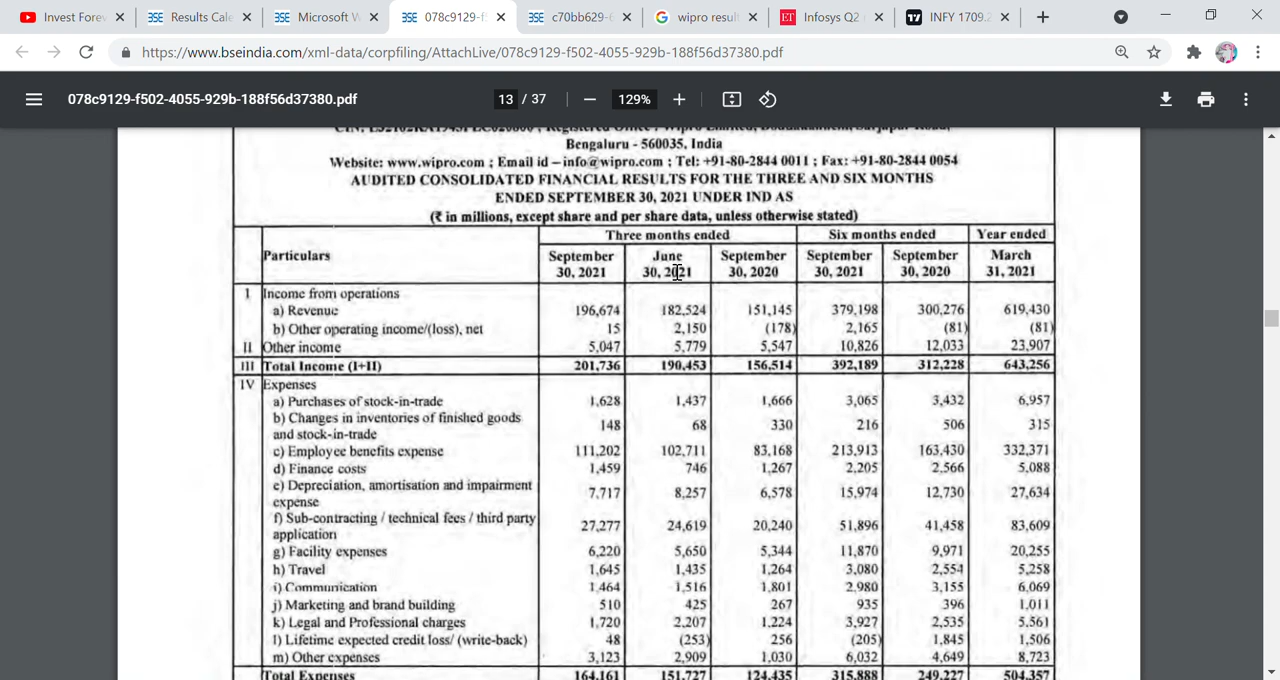 Invest Fore
Results Cale
Microsoft W
078c9129-f5
c70bb629-6
wipro resul
Infosys Q2
INFY 1709.2
https://www.bseindia.com/xml-data/corpfiling/AttachLive/078c9129-f502-4055-929b-188f56d37380.pdf
078c9129-f502-4055-929b-188f56d37380.pdf 13 / 37 129%
Bengaluru - 560035, India
Website: www.wipro.com ; Email id – info@wipro.com ; Tel: +91-80-2844 0011 ; Fax: +91-80-2844 0054
AUDITED CONSOLIDATED FINANCIAL RESULTS FOR THE THREE AND SIX MONTHS
ENDED SEPTEMBER 30, 2021 UNDER IND AS
(₹ in millions, except share and per share data, unless otherwise stated)
Particulars Three months ended Six months ended Year ended
September 30, 2021 June 30, 2021 September 30, 2020 September 30, 2021 September 30, 2020 March 31, 2021
I Income from operations
a) Revenue 196,674 182,524 151,145 379,198 300,276 619,430
b) Other operating income/(loss), net 15 2,150 (178) 2,165 (81) (81)
II Other income 5,047 5,779 5,547 10,826 12,033 23,907
III Total Income (I+II) 201,736 190,453 156,514 392,189 312,228 643,256
IV Expenses
a) Purchases of stock-in-trade 1,628 1,437 1,666 3,065 3,432 6,957
b) Changes in inventories of finished goods
and stock-in-trade 148 68 330 216 506 315
c) Employee benefits expense 111,202 102,711 83,168 213,913 163,430 332,371
d) Finance costs 1,459 746 1,267 2,205 2,566 5,088
e) Depreciation, amortisation and impairment
expense 7,717 8,257 6,578 15,974 12,730 27,634
f) Sub-contracting / technical fees / third party
application 27,277 24,619 20,240 51,896 41,458 83,609
g) Facility expenses 6,220 5,650 5,344 11,870 9,971 20,255
h) Travel 1,645 1,435 1,264 3,080 2,554 5,258
i) Communication 1,464 1,516 1,801 2,980 3,155 6,069
j) Marketing and brand building 510 425 267 935 396 1,011
k) Legal and Professional charges 1,720 2,207 1,224 3,927 2,535 5,561
l) Lifetime expected credit loss/ (write-back) 48 (253) 256 (205) 1,845 1,506
m) Other expenses 3,123 2,909 1,030 6,032 4,649 8,723
Total Expenses 164,161 151,727 124,435 315,888 249,227 504,357